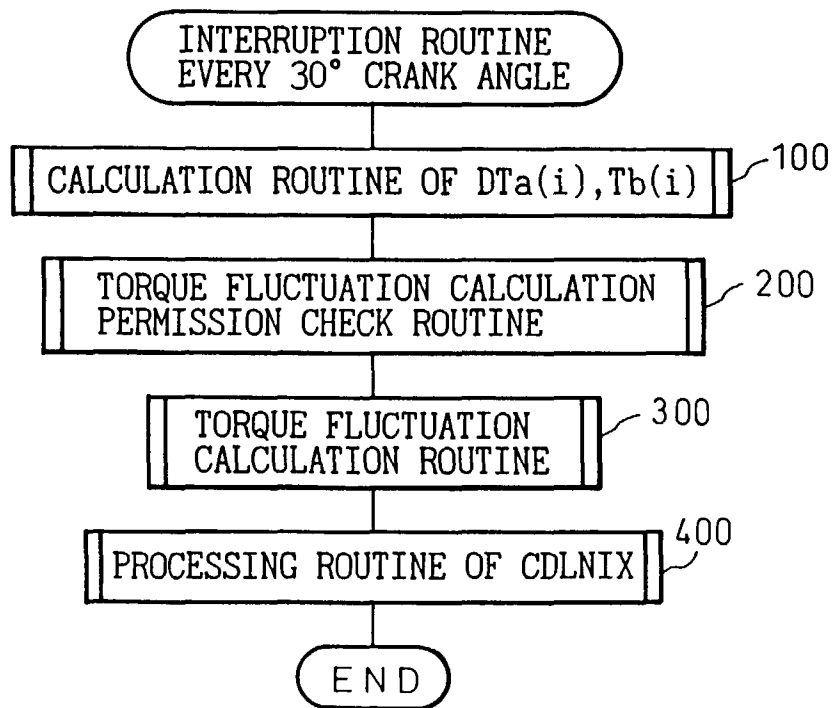 INTERRUPTION ROUTINE
EVERY 30° CRANK ANGLE
CALCULATION ROUTINE OF DTa(i),Tb(i)
100
TORQUE FLUCTUATION CALCULATION
PERMISSION CHECK ROUTINE
200
TORQUE FLUCTUATION
CALCULATION ROUTINE
300
PROCESSING ROUTINE OF CDLNIX
400
END